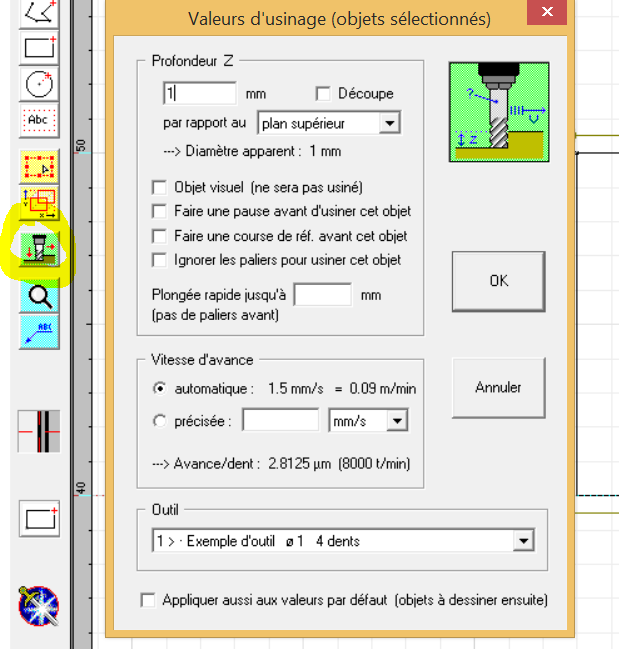 Valeurs d'usinage (objets sélectionnés)
x
Profondeur Z
1 mm
Découpe
par rapport au plan supérieur
---> Diamètre apparent : 1 mm
Objet visuel (ne sera pas usiné)
Faire une pause avant d'usiner cet objet
Faire une course de réf. avant cet objet
Ignorer les paliers pour usiner cet objet
Plongée rapide jusqu'à mm
(pas de paliers avant)
? V Z
OK
Annuler
Vitesse d'avance
automatique : 1.5 mm/s = 0.09 m/min
précisée : mm/s
---> Avance/dent : 2.8125 µm (8000 t/min)
Outil
1 > · Exemple d'outil ø 1 4 dents
Appliquer aussi aux valeurs par défaut (objets à dessiner ensuite)
Abc
Y
X
ABC
50
40